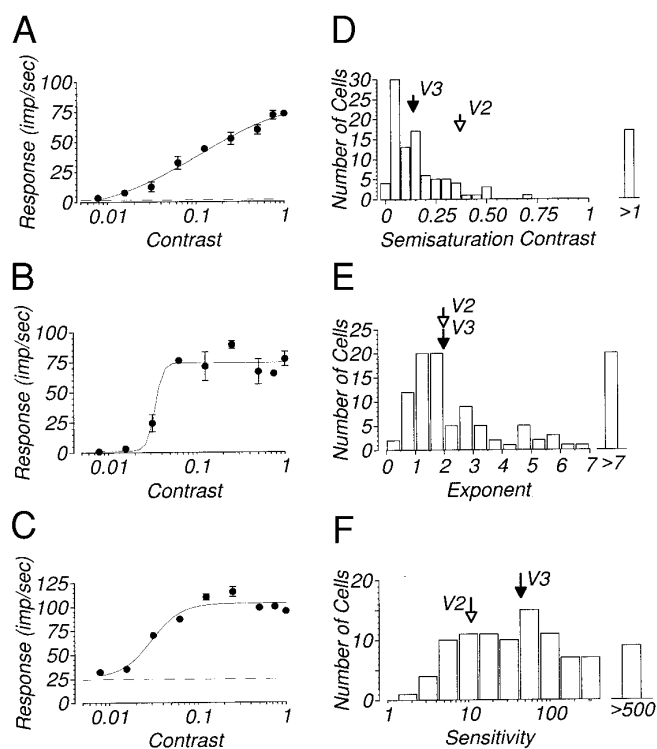 A
Response (imp/sec)
100
75
50
25
0
0.01 0.1 1
Contrast
D
Number of Cells
30
25
20
15
10
5
0
V3
V2
0 0.25 0.50 0.75 1
>1
Semisaturation Contrast
B
Response (imp/sec)
100
75
50
25
0
0.01 0.1 1
Contrast
E
Number of Cells
25
20
15
10
5
0
V2
V3
0 1 2 3 4 5 6 7 >7
Exponent
C
Response (imp/sec)
125
100
75
50
25
0
0.01 0.1 1
Contrast
F
Number of Cells
20
10
0
V2
V3
1 10 100 >500
Sensitivity